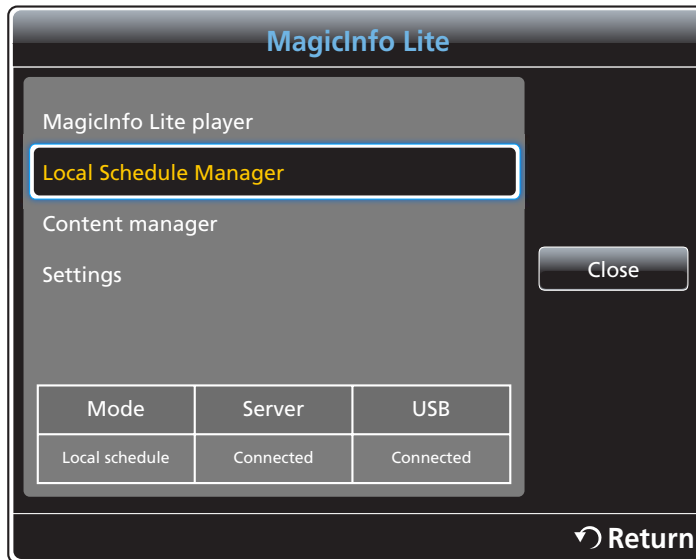 MagicInfo Lite
MagicInfo Lite player
Local Schedule Manager
Content manager
Settings
Close
Mode Server USB
Local schedule Connected Connected
Return